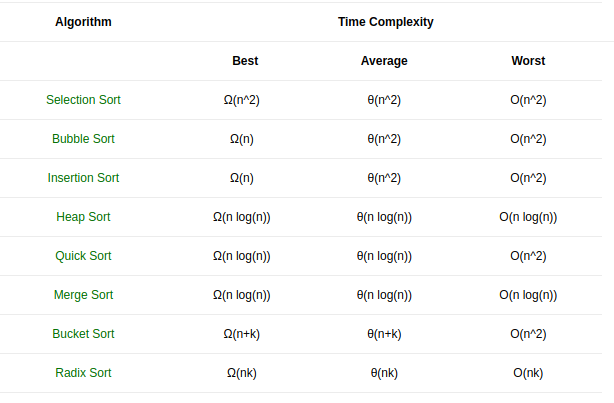 Algorithm Time Complexity
Best Average Worst
Selection Sort Ω(n^2) θ(n^2) O(n^2)
Bubble Sort Ω(n) θ(n^2) O(n^2)
Insertion Sort Ω(n) θ(n^2) O(n^2)
Heap Sort Ω(n log(n)) θ(n log(n)) O(n log(n))
Quick Sort Ω(n log(n)) θ(n log(n)) O(n^2)
Merge Sort Ω(n log(n)) θ(n log(n)) O(n log(n))
Bucket Sort Ω(n+k) θ(n+k) O(n^2)
Radix Sort Ω(nk) θ(nk) O(nk)